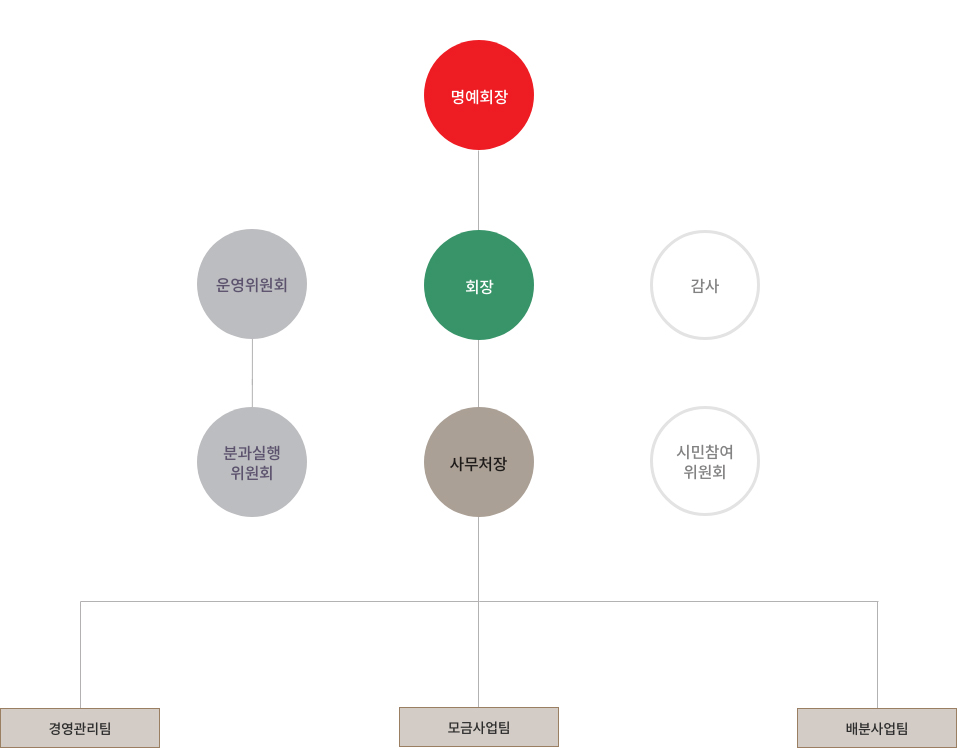 명예회장
운영위원회
회장
감사
분과실행
위원회
사무처장
시민참여
위원회
경영관리팀
모금사업팀
배분사업팀